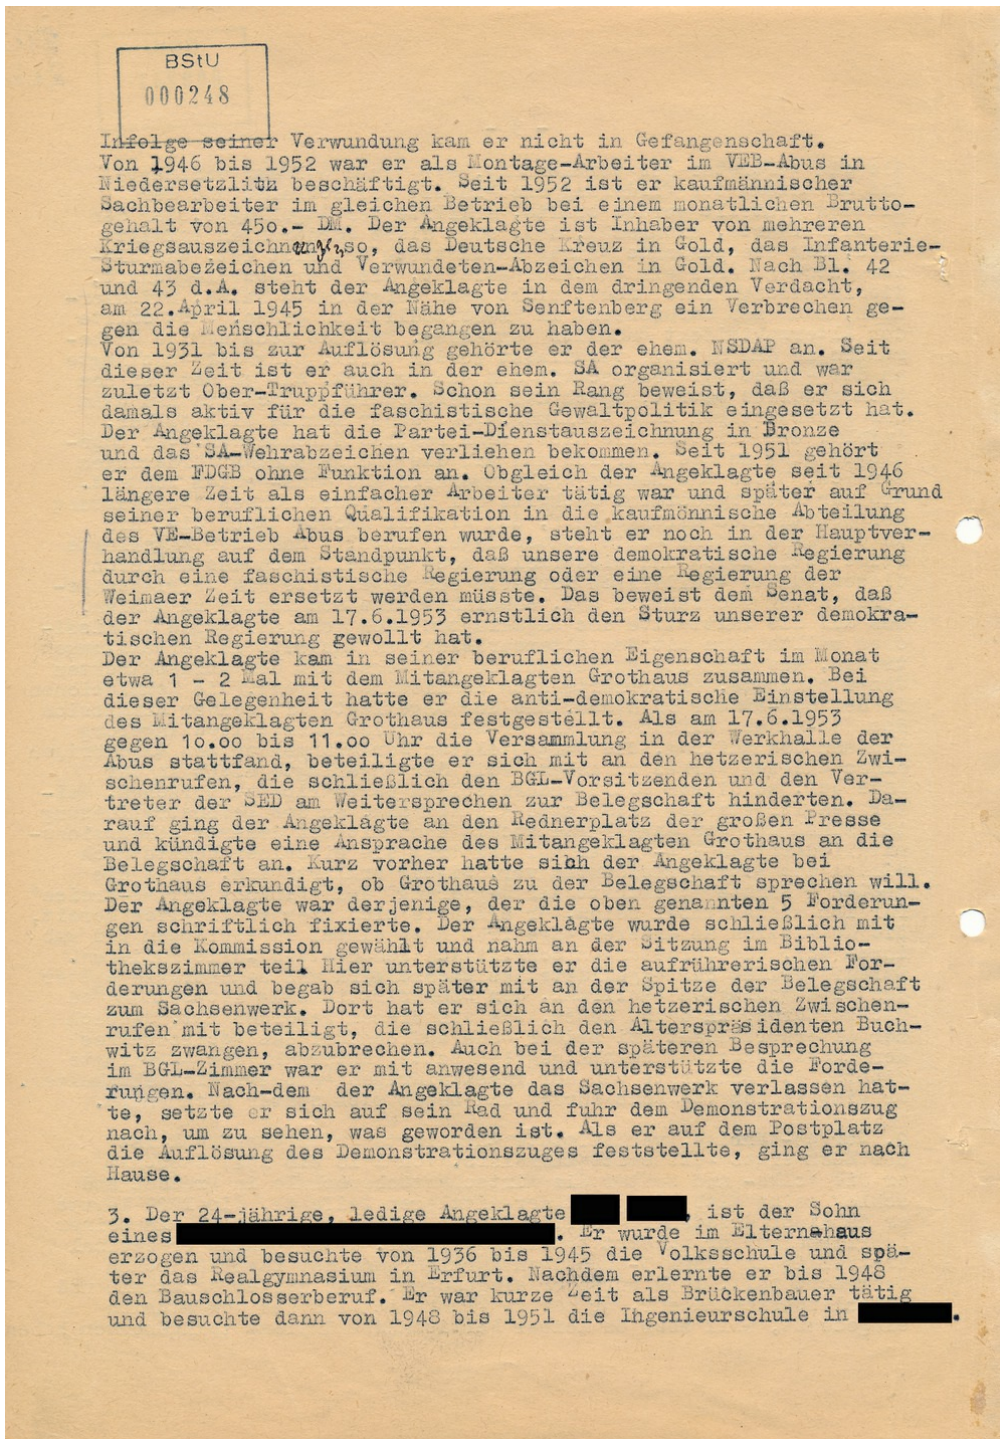 BStU
000248
Infolge seiner Verwundung kam er nicht in Gefangenschaft.
Von 1946 bis 1952 war er als Montage-Arbeiter im VEB-Abus in
Niedersetzlitz beschäftigt. Seit 1952 ist er kaufmännischer
Sachbearbeiter im gleichen Betrieb bei einem monatlichen Brutto-
gehalt von 45o.- DM. Der Angeklagte ist Inhaber von mehreren
Kriegsauszeichnungen, so, das Deutsche Kreuz in Gold, das Infanterie-
Sturmabezeichen und Verwundeten-Abzeichen in Gold. Nach Bl. 42
und 43 d.A. steht der Angeklagte in dem dringenden Verdacht,
am 22.April 1945 in der Nähe von Senftenberg ein Verbrechen ge-
gen die Menschlichkeit begangen zu haben.
Von 1931 bis zur Auflösung gehörte er der ehem. NSDAP an. Seit
dieser Zeit ist er auch in der ehem. SA organisiert und war
zuletzt Ober-Truppführer. Schon sein Rang beweist, daß er sich
damals aktiv für die faschistische Gewaltpolitik eingesetzt hat.
Der Angeklagte hat die Partei-Dienstauszeichnung in Bronze
und das SA-Wehrabzeichen verliehen bekommen. Seit 1951 gehört
er dem FDGB ohne Funktion an. Obgleich der Angeklagte seit 1946
längere Zeit als einfacher Arbeiter tätig war und später auf Grund
seiner beruflichen Qualifikation in die kaufmönnische Abteilung
des VE-Betrieb Abus berufen wurde, steht er noch in der Hauptver-
handlung auf dem Standpunkt, daß unsere demokratische Regierung
durch eine faschistische Regierung oder eine Regierung der
Weimaer Zeit ersetzt werden müsste. Das beweist dem Senat, daß
der Angeklagte am 17.6.1953 ernstlich den Sturz unserer demokra-
tischen Regierung gewollt hat.
Der Angeklagte kam in seiner beruflichen Eigenschaft im Monat
etwa 1 - 2 Mal mit dem Mitangeklagten Grothaus zusammen. Bei
dieser Gelegenheit hatte er die anti-demokratische Einstellung
des Mitangeklagten Grothaus festgestellt. Als am 17.6.1953
gegen 1o.oo bis 11.oo Uhr die Versammlung in der Werkhalle der
Abus stattfand, beteiligte er sich mit an den hetzerischen Zwi-
schenrufen, die schließlich den BGL-Vorsitzenden und den Ver-
treter der SED am Weitersprechen zur Belegschaft hinderten. Da-
rauf ging der Angeklagte an den Rednerplatz der großen Presse
und kündigte eine Ansprache des Mitangeklagten Grothaus an die
Belegschaft an. Kurz vorher hatte sich der Angeklagte bei
Grothaus erkundigt, ob Grothaus zu der Belegschaft sprechen will.
Der Angeklagte war derjenige, der die oben genannten 5 Forderun-
gen schriftlich fixierte. Der Angeklagte wurde schließlich mit
in die Kommission gewählt und nahm an der Sitzung im Biblio-
thekszimmer teil Hier unterstützte er die aufrührerischen For-
derungen und begab sich später mit an der Spitze der Belegschaft
zum Sachsenwerk. Dort hat er sich an den hetzerischen Zwischen-
rufen mit beteiligt, die schließlich den Alterspräsidenten Buch-
witz zwangen, abzubrechen. Auch bei der späteren Besprechung
im BGL-Zimmer war er mit anwesend und unterstützte die Forde-
rungen. Nach-dem der Angeklagte das Sachsenwerk verlassen hat-
te, setzte er sich auf sein Rad und fuhr dem Demonstrationszug
nach, um zu sehen, was geworden ist. Als er auf dem Postplatz
die Auflösung des Demonstrationszuges feststellte, ging er nach
Hause.
3. Der 24-jährige, ledige Angeklagte , ist der Sohn
eines . Er wurde im Elternahaus
erzogen und besuchte von 1936 bis 1945 die Volksschule und spä-
ter das Realgymnasium in Erfurt. Nachdem erlernte er bis 1948
den Bauschlosserberuf. Er war kurze Zeit als Brückenbauer tätig
und besuchte dann von 1948 bis 1951 die Ingenieurschule in .